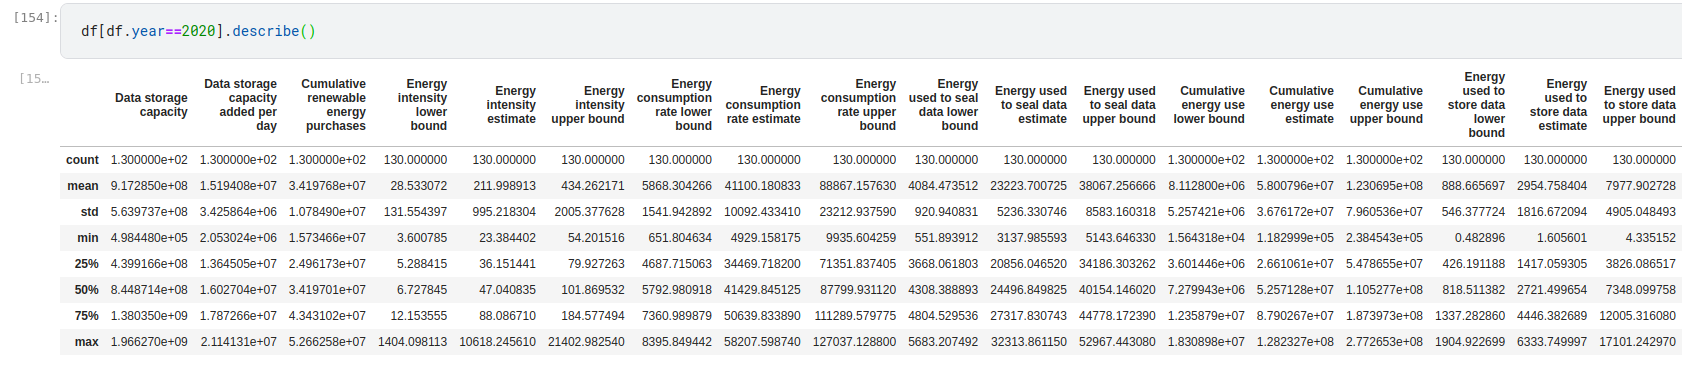 [154]:
df[df.year==2020].describe()
[15…
Data storage capacity Data storage capacity added per day Cumulative renewable energy purchases Energy intensity lower bound Energy intensity estimate Energy intensity upper bound Energy consumption rate lower bound Energy consumption rate estimate Energy consumption rate upper bound Energy used to seal data lower bound Energy used to seal data estimate Energy used to seal data upper bound Cumulative energy use lower bound Cumulative energy use estimate Cumulative energy use upper bound Energy used to store data lower bound Energy used to store data estimate Energy used to store data upper bound
count 1.300000e+02 1.300000e+02 1.300000e+02 130.000000 130.000000 130.000000 130.000000 130.000000 130.000000 130.000000 130.000000 130.000000 1.300000e+02 1.300000e+02 1.300000e+02 130.000000 130.000000 130.000000
mean 9.172850e+08 1.519408e+07 3.419768e+07 28.533072 211.998913 434.262171 5868.304266 41100.180833 88867.157630 4084.473512 23223.700725 38067.256666 8.112800e+06 5.800796e+07 1.230695e+08 888.665697 2954.758404 7977.902728
std 5.639737e+08 3.425864e+06 1.078490e+07 131.554397 995.218304 2005.377628 1541.942892 10092.433410 23212.937590 920.940831 5236.330746 8583.160318 5.257421e+06 3.676172e+07 7.960536e+07 546.377724 1816.672094 4905.048493
min 4.984480e+05 2.053024e+06 1.573466e+07 3.600785 23.384402 54.201516 651.804634 4929.158175 9935.604259 551.893912 3137.985593 5143.646330 1.564318e+04 1.182999e+05 2.384543e+05 0.482896 1.605601 4.335152
25% 4.399166e+08 1.364505e+07 2.496173e+07 5.288415 36.151441 79.927263 4687.715063 34469.718200 71351.837405 3668.061803 20856.046520 34186.303262 3.601446e+06 2.661061e+07 5.478655e+07 426.191188 1417.059305 3826.086517
50% 8.448714e+08 1.602704e+07 3.419701e+07 6.727845 47.040835 101.869532 5792.980918 41429.845125 87799.931120 4308.388893 24496.849825 40154.146020 7.279943e+06 5.257128e+07 1.105277e+08 818.511382 2721.499654 7348.099758
75% 1.380350e+09 1.787266e+07 4.343102e+07 12.153555 88.086710 184.577494 7360.989879 50639.833890 111289.579775 4804.529536 27317.830743 44778.172390 1.235879e+07 8.790267e+07 1.873973e+08 1337.282860 4446.382689 12005.316080
max 1.966270e+09 2.114131e+07 5.266258e+07 1404.098113 10618.245610 21402.982540 8395.849442 58207.598740 127037.128800 5683.207492 32313.861150 52967.443080 1.830898e+07 1.282327e+08 2.772653e+08 1904.922699 6333.749997 17101.242970